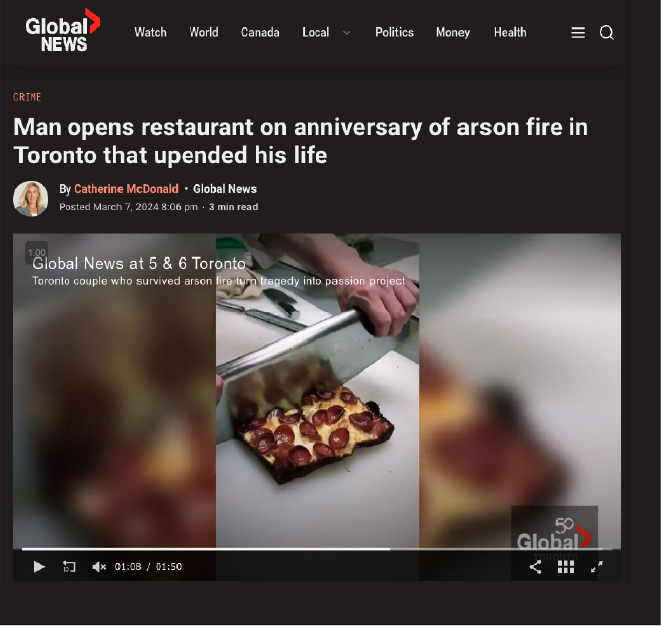 Global
NEWS
Watch World Canada Local Politics Money Health
CRIME
Man opens restaurant on anniversary of arson fire in
Toronto that upended his life
By Catherine McDonald • Global News
Posted March 7, 2024 8:06 pm · 3 min read
1.00
Global News at 5 & 6 Toronto
Toronto couple who survived arson fire turn tragedy into passion project
50
Global
TORONTO
10
01:08 / 01:50